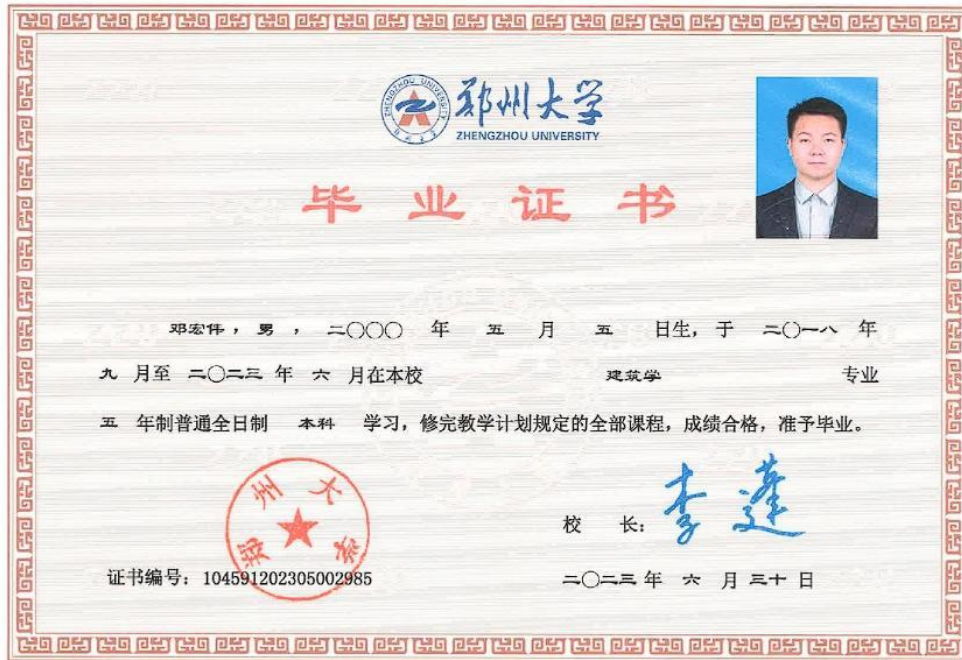 郑州大学
ZHENGZHOU UNIVERSITY
毕业证书
邓宏伟，男，二〇〇〇年五月五日生，于二〇一八年
九月至二〇二三年六月在本校建筑学专业
五年制普通全日制本科学习，修完教学计划规定的全部课程，成绩合格，准予毕业。
郑州大学
校长：李蓬
证书编号：104591202305002985
二〇二三年六月三十日